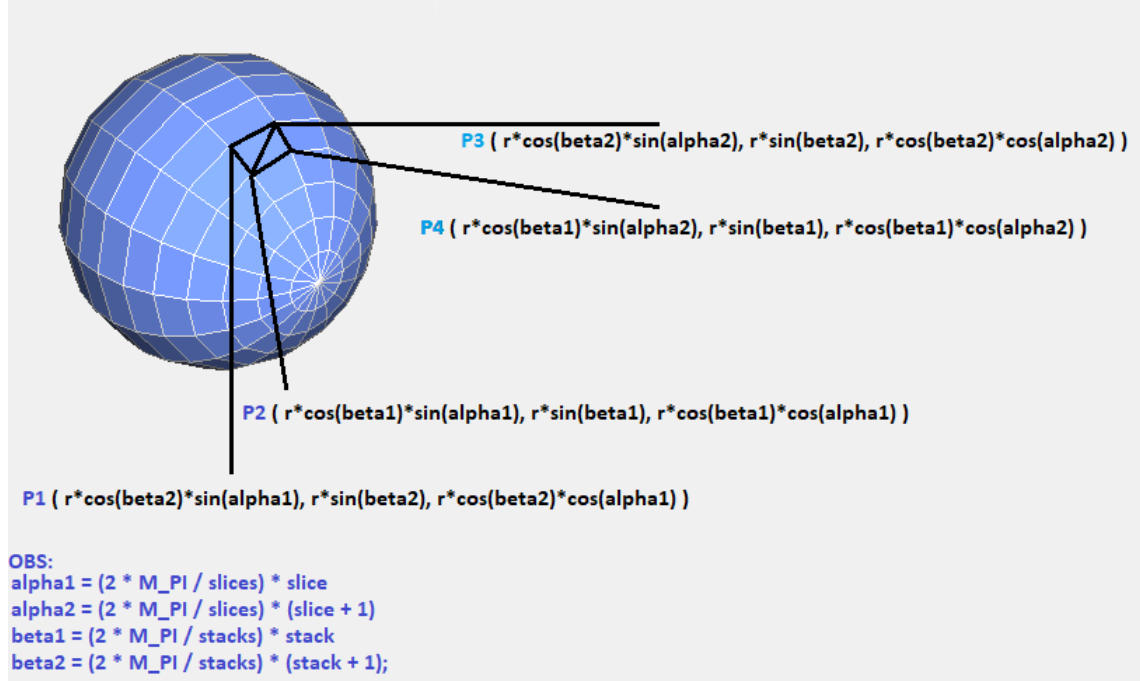 P3 ( r*cos(beta2)*sin(alpha2), r*sin(beta2), r*cos(beta2)*cos(alpha2) )
P4 ( r*cos(beta1)*sin(alpha2), r*sin(beta1), r*cos(beta1)*cos(alpha2) )
P2 ( r*cos(beta1)*sin(alpha1), r*sin(beta1), r*cos(beta1)*cos(alpha1) )
P1 ( r*cos(beta2)*sin(alpha1), r*sin(beta2), r*cos(beta2)*cos(alpha1) )
OBS:
alpha1 = (2 * M_PI / slices) * slice
alpha2 = (2 * M_PI / slices) * (slice + 1)
beta1 = (2 * M_PI / stacks) * stack
beta2 = (2 * M_PI / stacks) * (stack + 1);